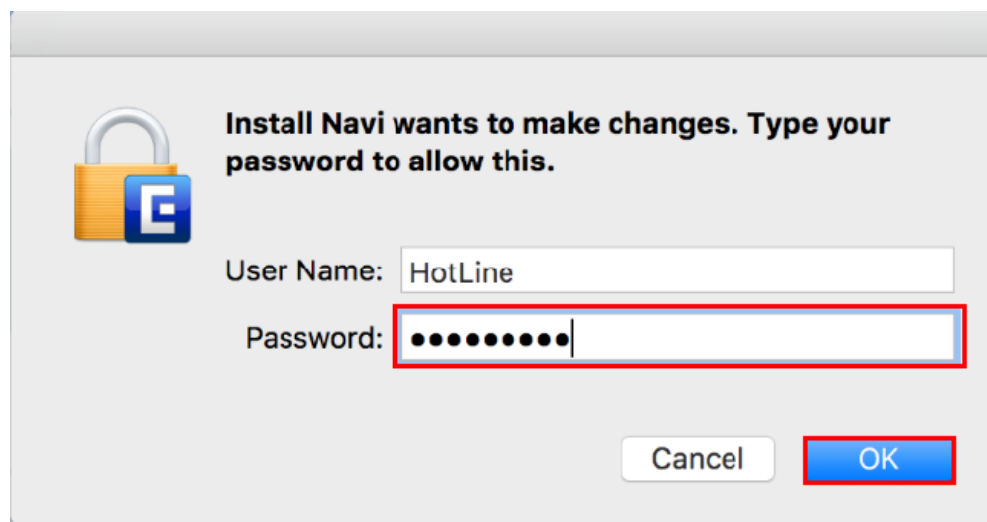 Install Navi wants to make changes. Type your
password to allow this.
User Name: HotLine
Password: ●●●●●●●●●
Cancel OK